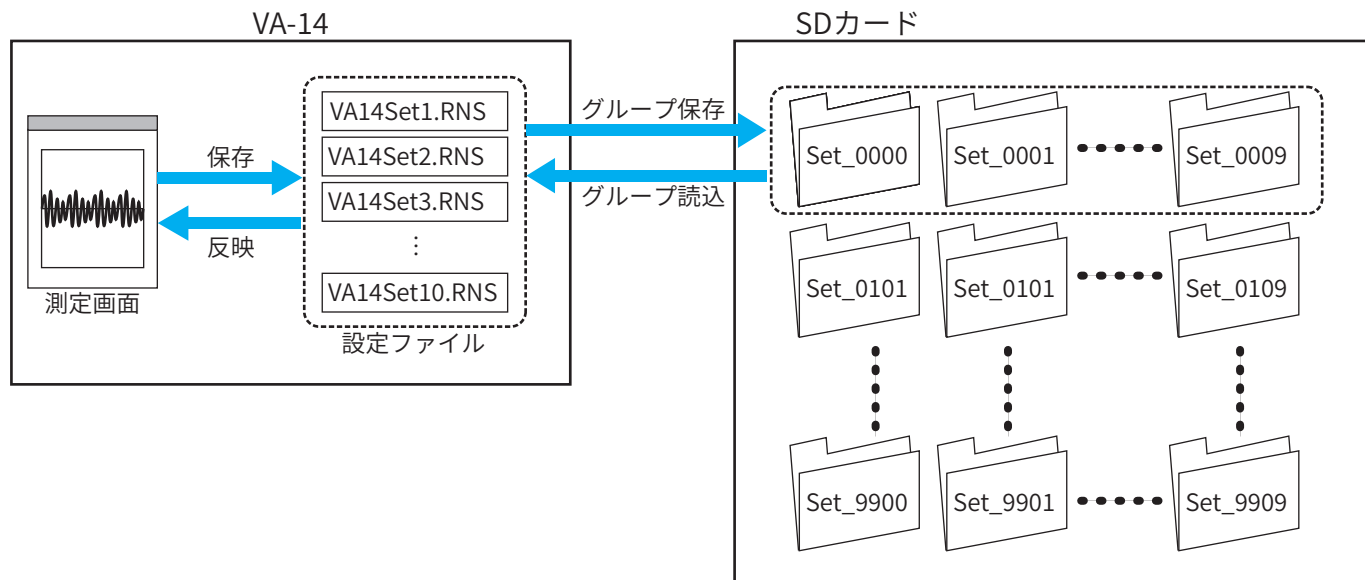 VA-14
SDカード
VA14Set1.RNS
VA14Set2.RNS
VA14Set3.RNS
⋮
VA14Set10.RNS
設定ファイル
保存
反映
測定画面
グループ保存
グループ読込
Set_0000
Set_0001
Set_0009
Set_0101
Set_0101
Set_0109
Set_9900
Set_9901
Set_9909